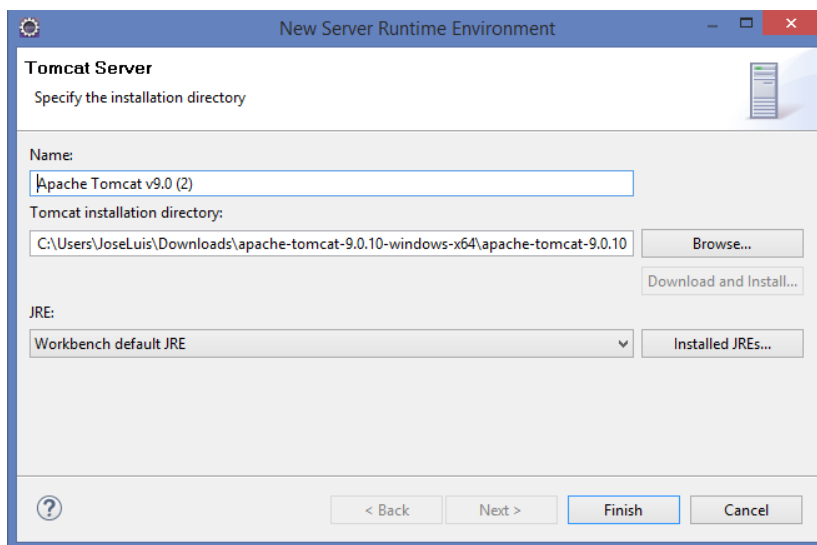 New Server Runtime Environment
Tomcat Server
Specify the installation directory
Name:
Apache Tomcat v9.0 (2)
Tomcat installation directory:
C:\Users\JoseLuis\Downloads\apache-tomcat-9.0.10-windows-x64\apache-tomcat-9.0.10 Browse...
Download and Install...
JRE:
Workbench default JRE Installed JREs...
? < Back Next > Finish Cancel